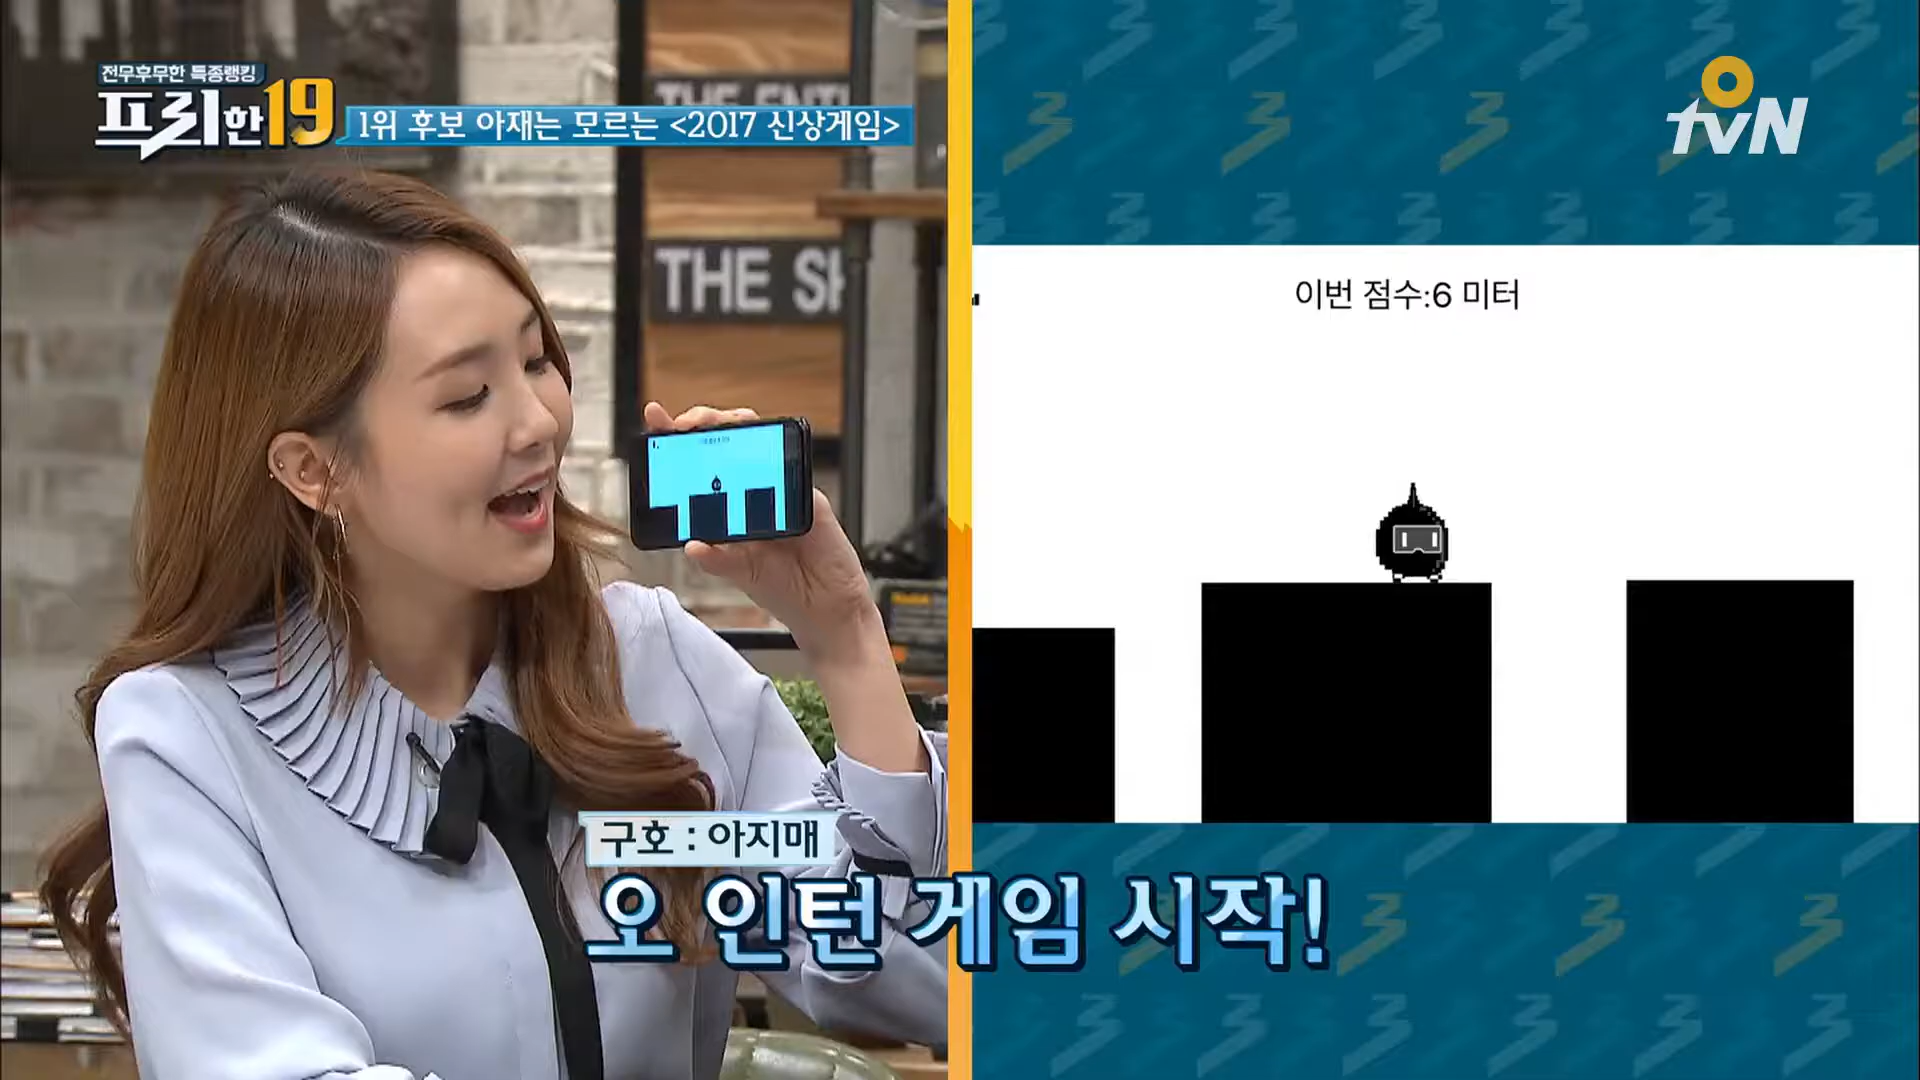 전무후무한 특종랭킹
프리한19
1위 후보 아재는 모르는 <2017 신상게임>
tvN
THE ENT
THE SH
이번 점수:6 미터
구호 : 아지매
오 인턴 게임 시작!